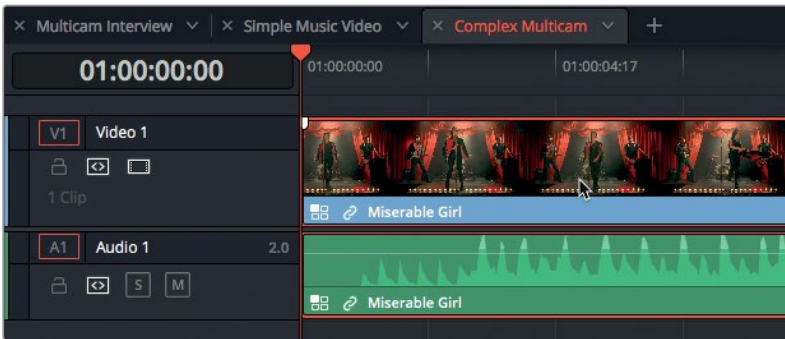 × Multicam Interview × Simple Music Video × Complex Multicam +
01:00:00:00 01:00:00:00 01:00:04:17
V1 Video 1
1 Clip
Miserable Girl
A1 Audio 1 2.0
S M
Miserable Girl